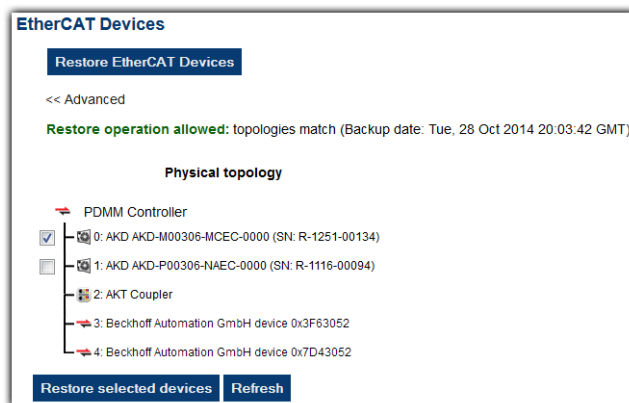 EtherCAT Devices
Restore EtherCAT Devices
<< Advanced
Restore operation allowed: topologies match (Backup date: Tue, 28 Oct 2014 20:03:42 GMT)
Physical topology
PDMM Controller
0: AKD AKD-M00306-MCEC-0000 (SN: R-1251-00134)
1: AKD AKD-P00306-NAEC-0000 (SN: R-1116-00094)
2: AKT Coupler
3: Beckhoff Automation GmbH device 0x3F63052
4: Beckhoff Automation GmbH device 0x7D43052
Restore selected devices Refresh